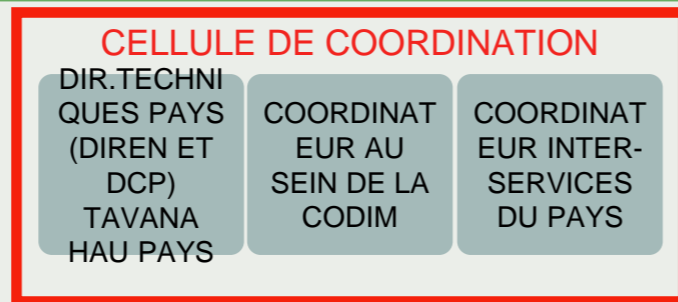 CELLULE DE COORDINATION
DIR.TECHNI
QUES PAYS
(DIREN ET
DCP)
TAVANA
HAU PAYS
COORDINAT
EUR AU
SEIN DE LA
CODIM
COORDINAT
EUR INTER-
SERVICES
DU PAYS